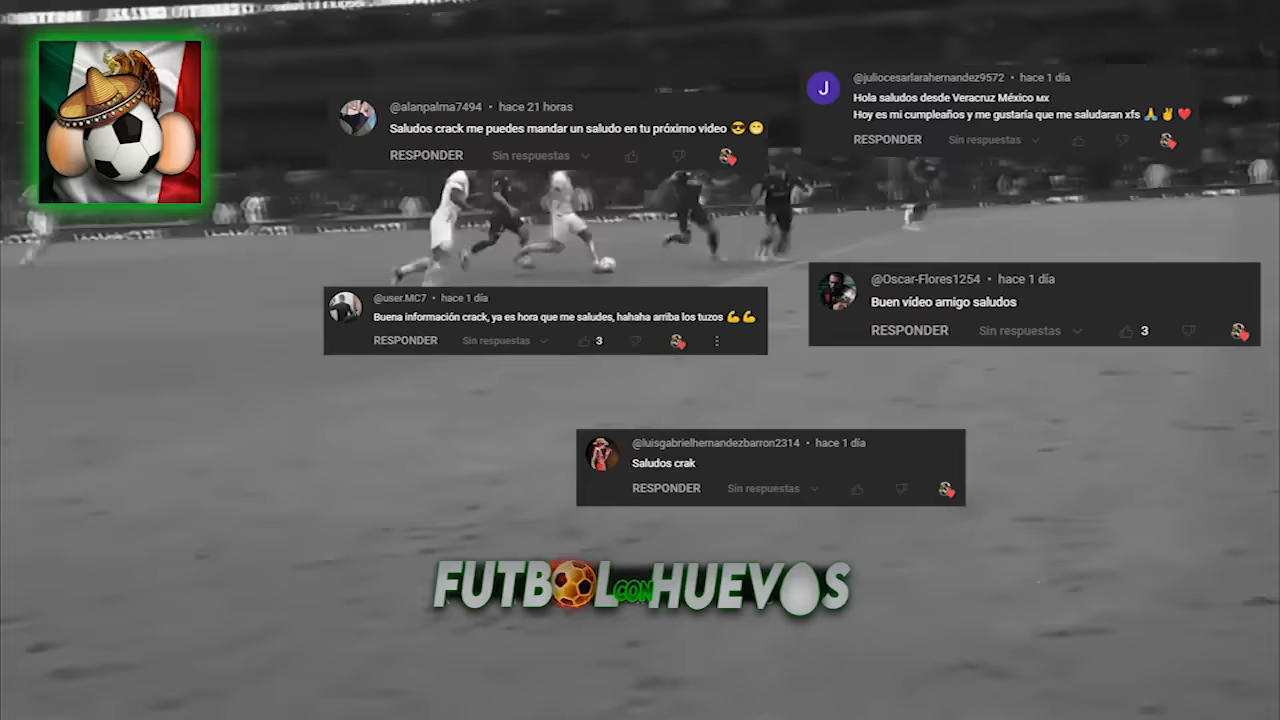 @alanpalma7494 • hace 21 horas
Saludos crack me puedes mandar un saludo en tu próximo video 😎 😁
RESPONDER Sin respuestas
J
@juliocesarlarahernandez9572 • hace 1 día
Hola saludos desde Veracruz México мx
Hoy es mi cumpleaños y me gustaría que me saludaran xfs 🙏 ✌️ ❤️
RESPONDER Sin respuestas
@user.MC7 • hace 1 día
Buena información crack, ya es hora que me saludes, hahaha arriba los tuzos 💪 💪
RESPONDER Sin respuestas 3
@Oscar-Flores1254 • hace 1 día
Buen vídeo amigo saludos
RESPONDER Sin respuestas 3
@luisgabrielhernandezbarron2314 • hace 1 día
Saludos crak
RESPONDER Sin respuestas
FUTBOL CON HUEVOS